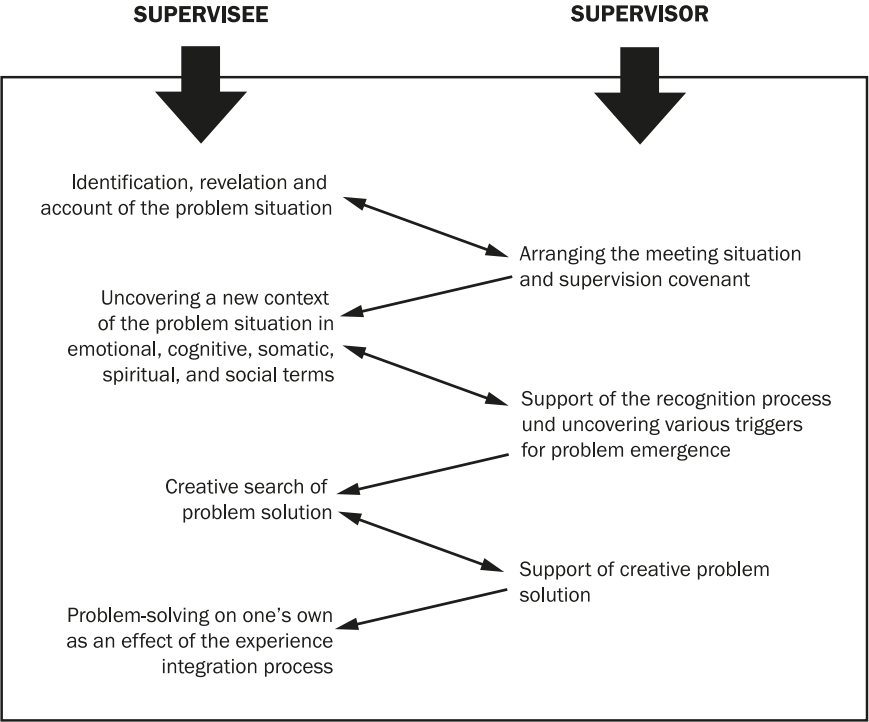 SUPERVISEE
SUPERVISOR
Identification, revelation and
account of the problem situation
Arranging the meeting situation
and supervision covenant
Uncovering a new context
of the problem situation in
emotional, cognitive, somatic,
spiritual, and social terms
Support of the recognition process
und uncovering various triggers
for problem emergence
Creative search of
problem solution
Support of creative problem
solution
Problem-solving on one’s own
as an effect of the experience
integration process